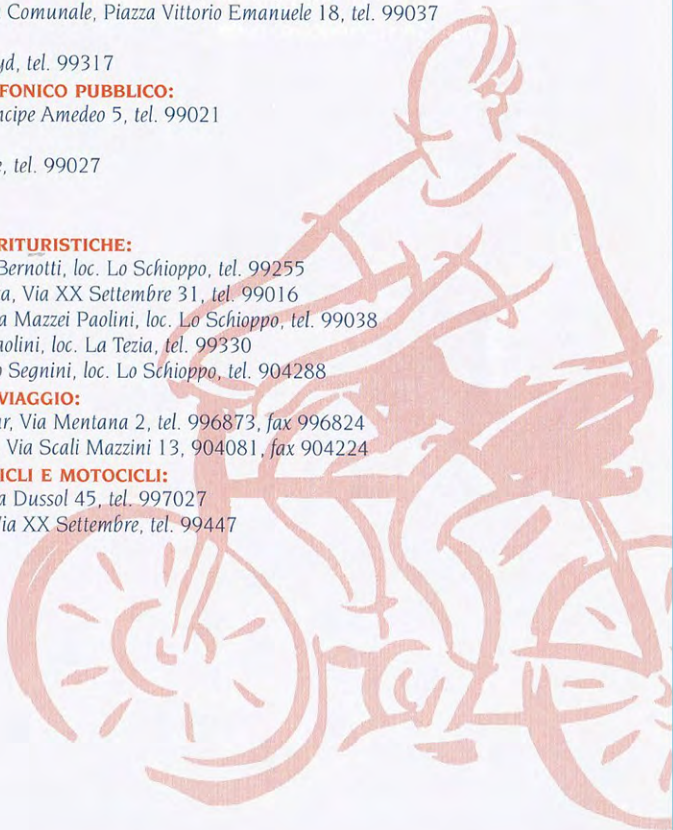 Comunale, Piazza Vittorio Emanuele 18, tel. 99037
yd, tel. 99317
FONICO PUBBLICO:
ncipe Amedeo 5, tel. 99021
e, tel. 99027
RITURISTICHE:
Bernotti, loc. Lo Schioppo, tel. 99255
ta, Via XX Settembre 31, tel. 99016
a Mazzei Paolini, loc. Lo Schioppo, tel. 99038
aolini, loc. La Tezia, tel. 99330
o Segnini, loc. Lo Schioppo, tel. 904288
VIAGGIO:
ur, Via Mentana 2, tel. 996873, fax 996824
, Via Scali Mazzini 13, 904081, fax 904224
ICLI E MOTOCICLI:
a Dussol 45, tel. 997027
Via XX Settembre, tel. 99447